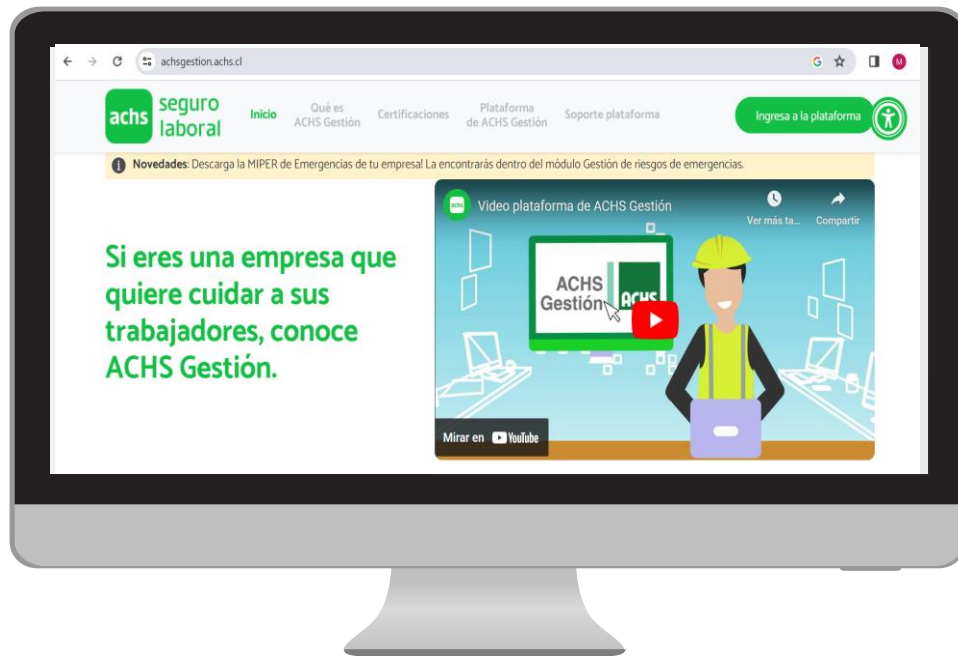 achsgestion.achs.cl
G
M
achs
seguro
laboral
Inicio
Qué es
ACHS Gestión
Certificaciones
Plataforma
de ACHS Gestión
Soporte plataforma
Ingresa a la plataforma
Novedades: Descarga la MIPER de Emergencias de tu empresa! La encontrarás dentro del módulo Gestión de riesgos de emergencias.
Si eres una empresa que
quiere cuidar a sus
trabajadores, conoce
ACHS Gestión.
achs
Video plataforma de ACHS Gestión
Ver más ta...
Compartir
ACHS
Gestión
ACHS
Mirar en YouTube